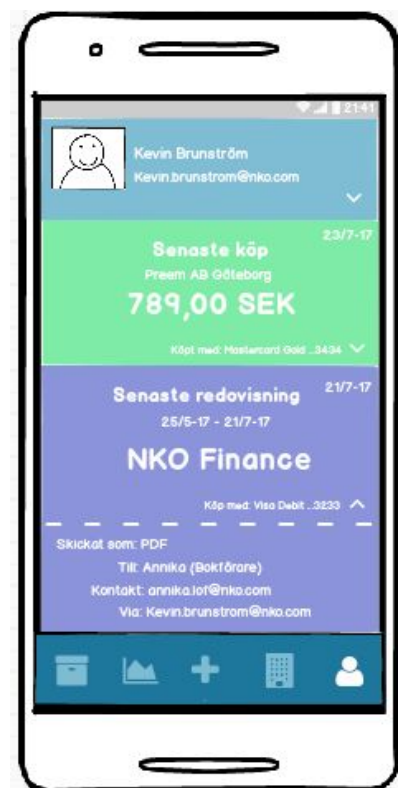 21:41
Kevin Brunström
Kevin.brunstrom@nko.com
23/7-17
Senaste köp
Preem AB Göteborg
789,00 SEK
Köpt med: Mastercard Gold ..3434
21/7-17
Senaste redovisning
25/5-17 - 21/7-17
NKO Finance
Köp med: Visa Debit ..3233
Skickat som: PDF
Till: Annika (Bokförare)
Kontakt: annika.lof@nko.com
Via: Kevin.brunstrom@nko.com